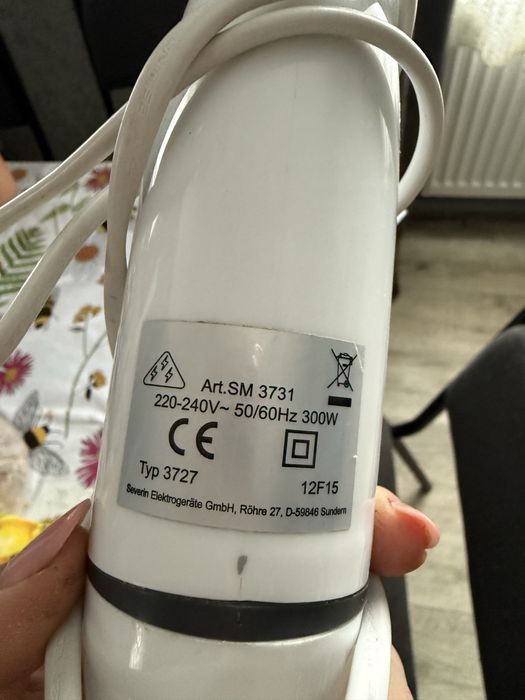 Art.SM 3731
220-240V~ 50/60Hz 300W
CE
Typ 3727
12F15
Severin Elektrogeräte GmbH, Röhre 27, D-59846 Sundern